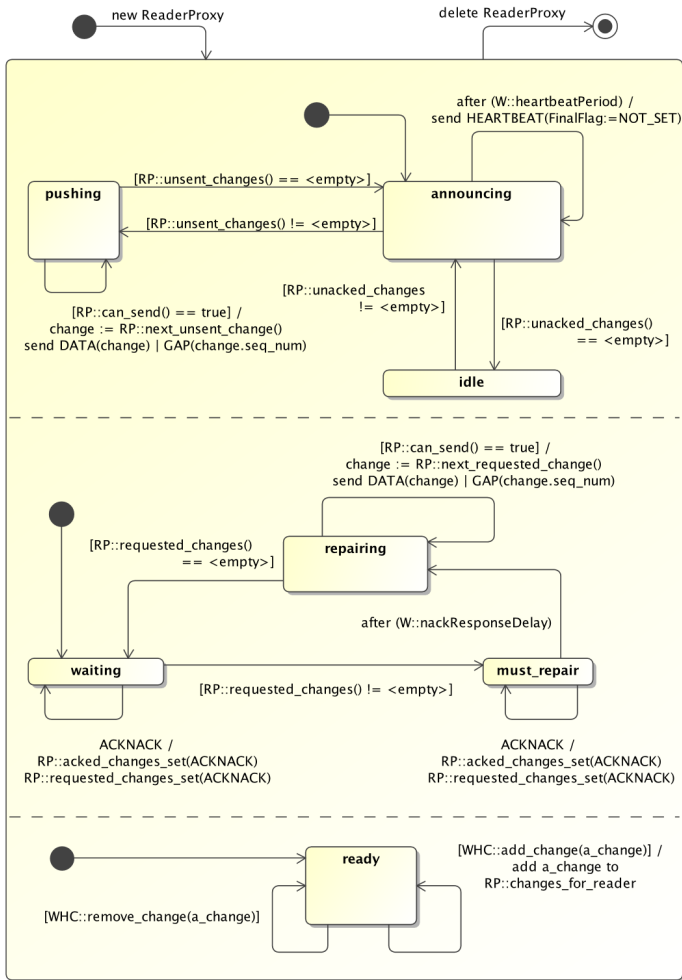 new ReaderProxy
delete ReaderProxy
after (W::heartbeatPeriod) /
send HEARTBEAT(FinalFlag:=NOT_SET)
[RP::unsent_changes() == <empty>]
pushing
announcing
[RP::unsent_changes() != <empty>]
[RP::can_send() == true] /
change := RP::next_unsent_change()
send DATA(change) | GAP(change.seq_num)
[RP::unacked_changes
!= <empty>]
[RP::unacked_changes()
== <empty>]
idle
[RP::can_send() == true] /
change := RP::next_requested_change()
send DATA(change) | GAP(change.seq_num)
[RP::requested_changes()
== <empty>]
repairing
after (W::nackResponseDelay)
waiting
must_repair
[RP::requested_changes() != <empty>]
ACKNACK /
RP::acked_changes_set(ACKNACK)
RP::requested_changes_set(ACKNACK)
ACKNACK /
RP::acked_changes_set(ACKNACK)
RP::requested_changes_set(ACKNACK)
ready
[WHC::add_change(a_change)] /
add a_change to
RP::changes_for_reader
[WHC::remove_change(a_change)]